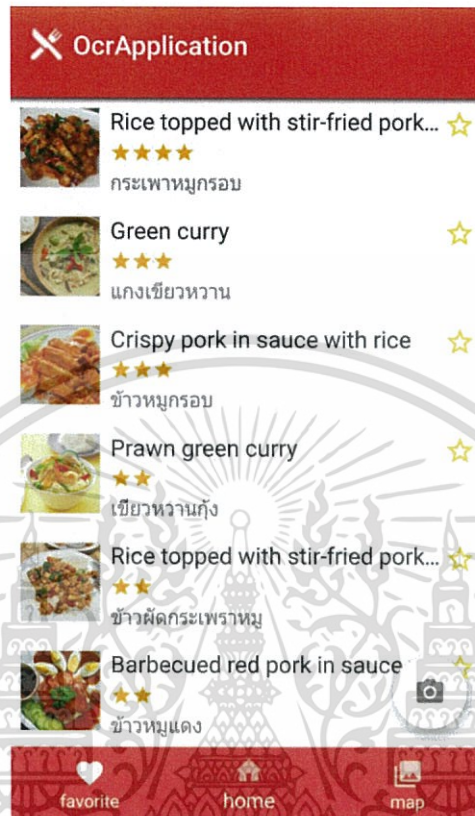 OcrApplication
Rice topped with stir-fried pork...
กระเพาหมูกรอบ
Green curry
แกงเขียวหวาน
Crispy pork in sauce with rice
ข้าวหมูกรอบ
Prawn green curry
เขียวหวานกุ้ง
Rice topped with stir-fried pork...
ข้าวผัดกระเพราหมู
Barbecued red pork in sauce
ข้าวหมูแดง
favorite home map